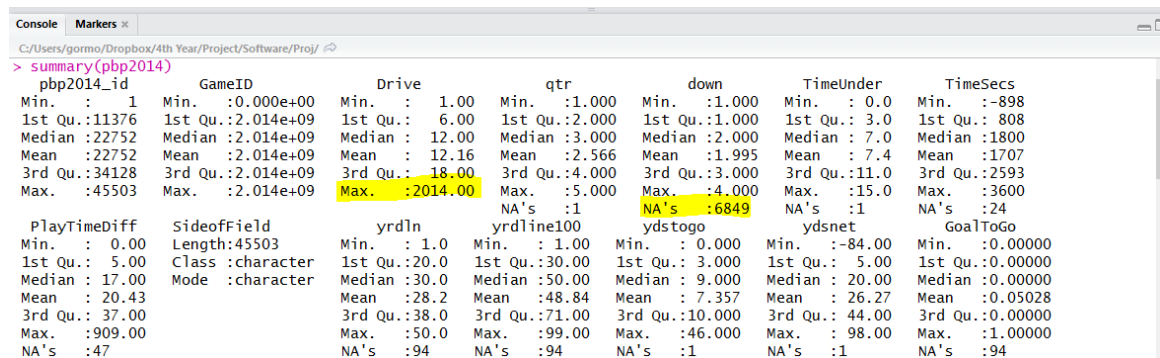 Console Markers ×
C:/Users/gormo/Dropbox/4th Year/Project/Software/Proj/
> summary(pbp2014)
pbp2014_id GameID Drive qtr down TimeUnder TimeSecs
Min. : 1 Min. :0.000e+00 Min. : 1.00 Min. :1.000 Min. :1.000 Min. : 0.0 Min. :-898
1st Qu.:11376 1st Qu.:2.014e+09 1st Qu.: 6.00 1st Qu.:2.000 1st Qu.:1.000 1st Qu.: 3.0 1st Qu.: 808
Median :22752 Median :2.014e+09 Median : 12.00 Median :3.000 Median :2.000 Median : 7.0 Median :1800
Mean :22752 Mean :2.014e+09 Mean : 12.16 Mean :2.566 Mean :1.995 Mean : 7.4 Mean :1707
3rd Qu.:34128 3rd Qu.:2.014e+09 3rd Qu.: 18.00 3rd Qu.:4.000 3rd Qu.:3.000 3rd Qu.:11.0 3rd Qu.:2593
Max. :45503 Max. :2.014e+09 Max. :2014.00 Max. :5.000 Max. :4.000 Max. :15.0 Max. :3600
NA's :1 NA's :6849 NA's :1 NA's :24
PlayTimeDiff SideofField yrdln yrdline100 ydstogo ydsnet GoalToGo
Min. : 0.00 Length:45503 Min. : 1.0 Min. : 1.00 Min. : 0.000 Min. :-84.00 Min. :0.00000
1st Qu.: 5.00 Class :character 1st Qu.:20.0 1st Qu.:30.00 1st Qu.: 3.000 1st Qu.: 5.00 1st Qu.:0.00000
Median : 17.00 Mode :character Median :30.0 Median :50.00 Median : 9.000 Median : 20.00 Median :0.00000
Mean : 20.43 Mean :28.2 Mean :48.84 Mean : 7.357 Mean : 26.27 Mean :0.05028
3rd Qu.: 37.00 3rd Qu.:38.0 3rd Qu.:71.00 3rd Qu.:10.000 3rd Qu.: 44.00 3rd Qu.:0.00000
Max. :909.00 Max. :50.0 Max. :99.00 Max. :46.000 Max. : 98.00 Max. :1.00000
NA's :47 NA's :94 NA's :94 NA's :1 NA's :1 NA's :94